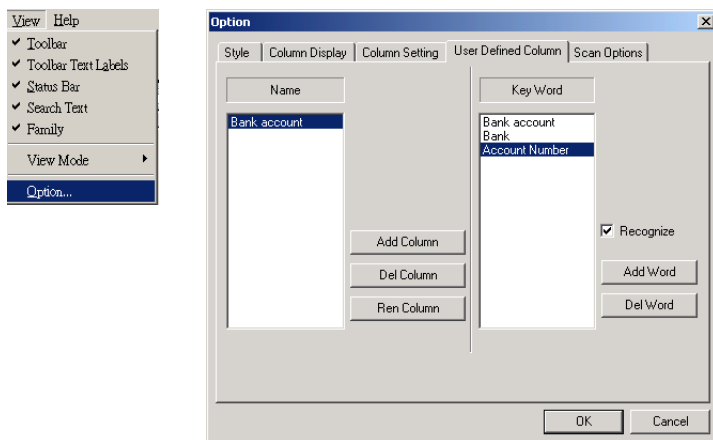 View Help
Toolbar
Toolbar Text Labels
Status Bar
Search Text
Family
View Mode
Option...
Option
Style Column Display Column Setting User Defined Column Scan Options
Name
Bank account
Add Column
Del Column
Ren Column
Key Word
Bank account
Bank
Account Number
Recognize
Add Word
Del Word
OK Cancel